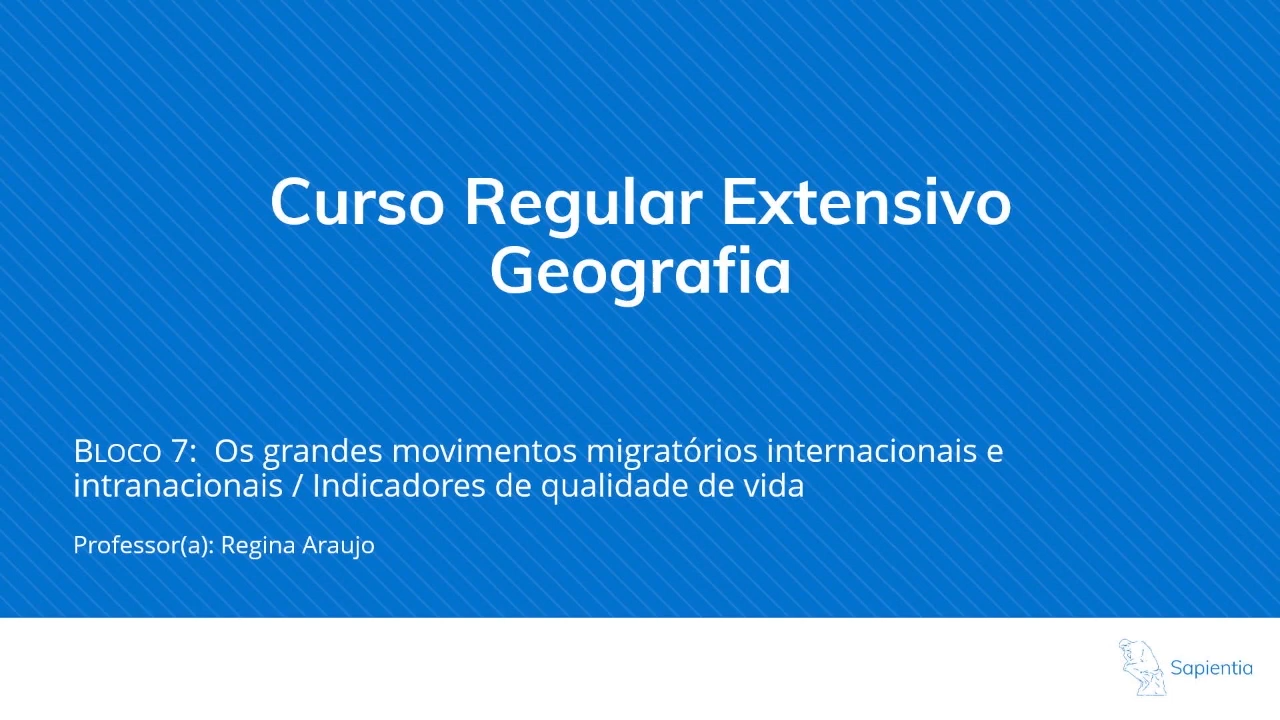 Curso Regular Extensivo
Geografia
BLOCO 7: Os grandes movimentos migratórios internacionais e
intranacionais / Indicadores de qualidade de vida
Professor(a): Regina Araujo
Sapientia